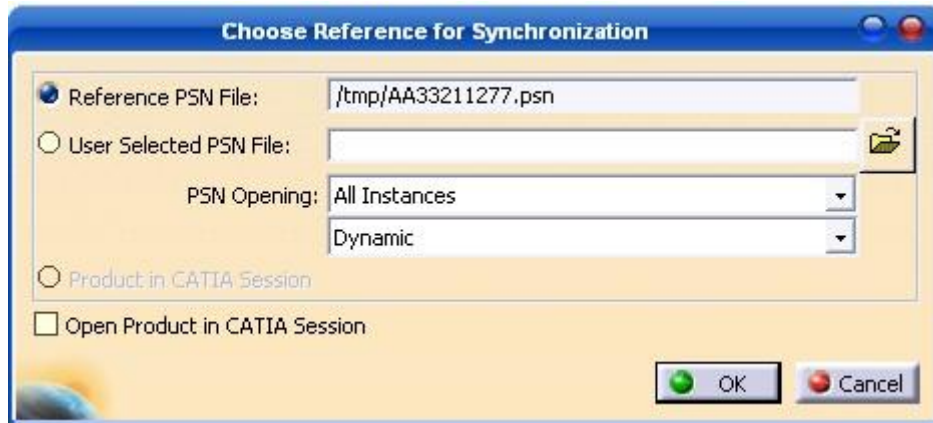 Choose Reference for Synchronization
Reference PSN File: /tmp/AA33211277.psn
User Selected PSN File:
PSN Opening: All Instances
Dynamic
Product in CATIA Session
Open Product in CATIA Session
OK Cancel